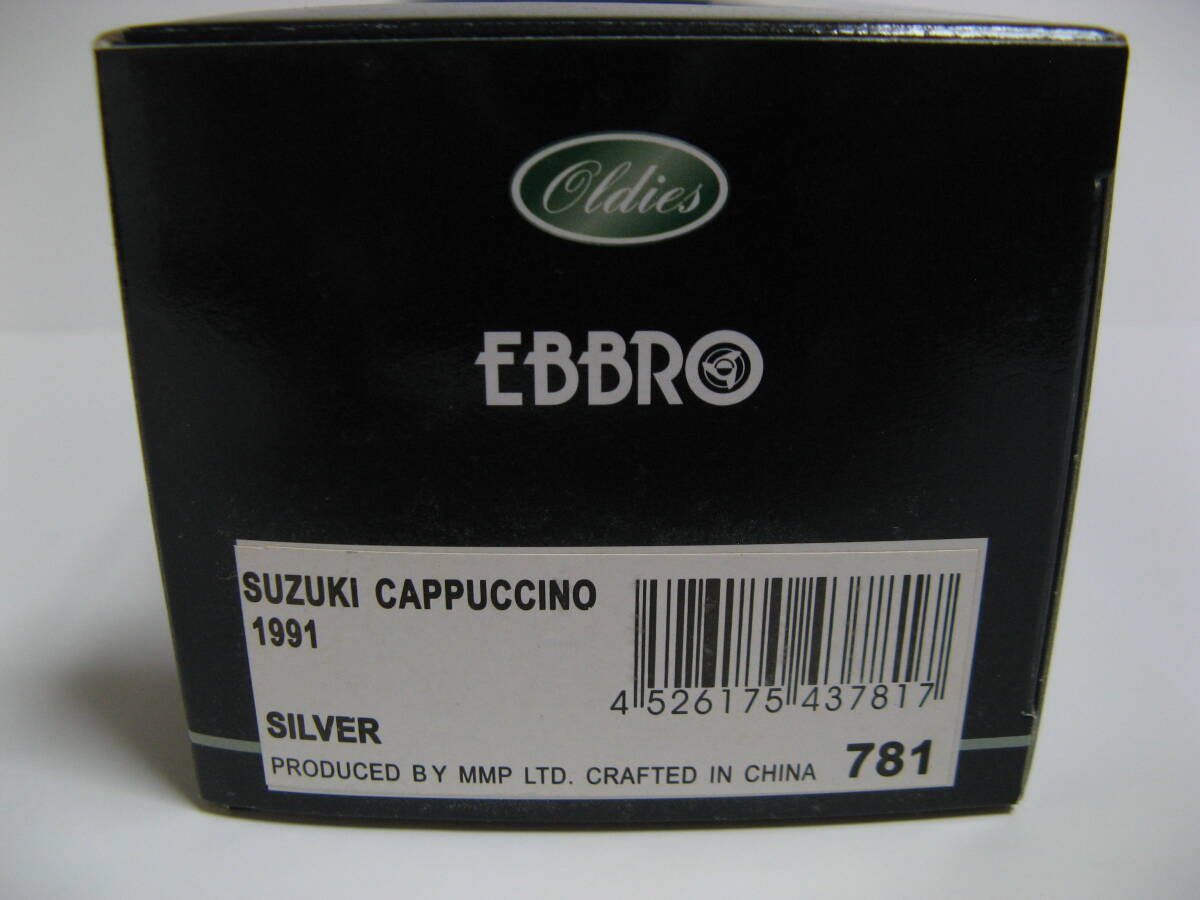 Oldies
EBBRO
SUZUKI CAPPUCCINO
1991
4 526175 437817
SILVER
PRODUCED BY MMP LTD. CRAFTED IN CHINA 781